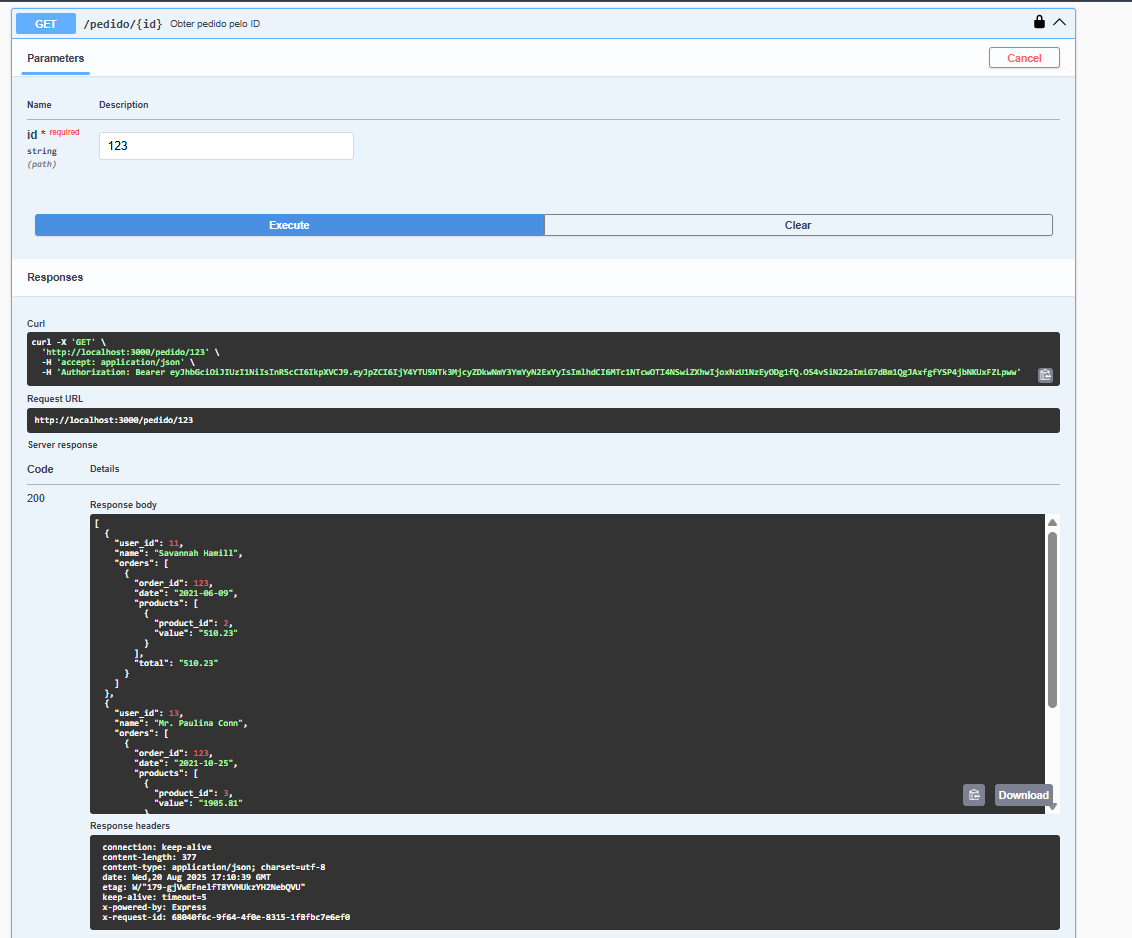 GET /pedido/{id} Obter pedido pelo ID
Parameters
Cancel
Name Description
id * required
string
(path)
123
Execute
Clear
Responses
Curl
curl -X 'GET' \
'http://localhost:3000/pedido/123' \
-H 'accept: application/json' \
-H 'Authorization: Bearer
Request URL
http://localhost:3000/pedido/123
Server response
Code Details
200
Response body
[
{
"user_id": 11,
"name": "Savannah Hamill",
"orders": [
{
"order_id": 123,
"date": "2021-06-09",
"products": [
{
"product_id": 2,
"value": "510.23"
}
],
"total": "510.23"
}
]
},
{
"user_id": 13,
"name": "Mr. Paulina Conn",
"orders": [
{
"order_id": 123,
"date": "2021-10-25",
"products": [
{
"product_id": 3,
"value": "1905.81"
}
Download
Response headers
connection: keep-alive
content-length: 377
content-type: application/json; charset=utf-8
date: Wed,20 Aug 2025 17:10:39 GMT
etag: W/"179-gjVwEFnelfT8YVHUkzYH2NebQVU"
keep-alive: timeout=5
x-powered-by: Express
x-request-id: 68040f6c-9f64-4f0e-8315-1f8fbc7e6ef0